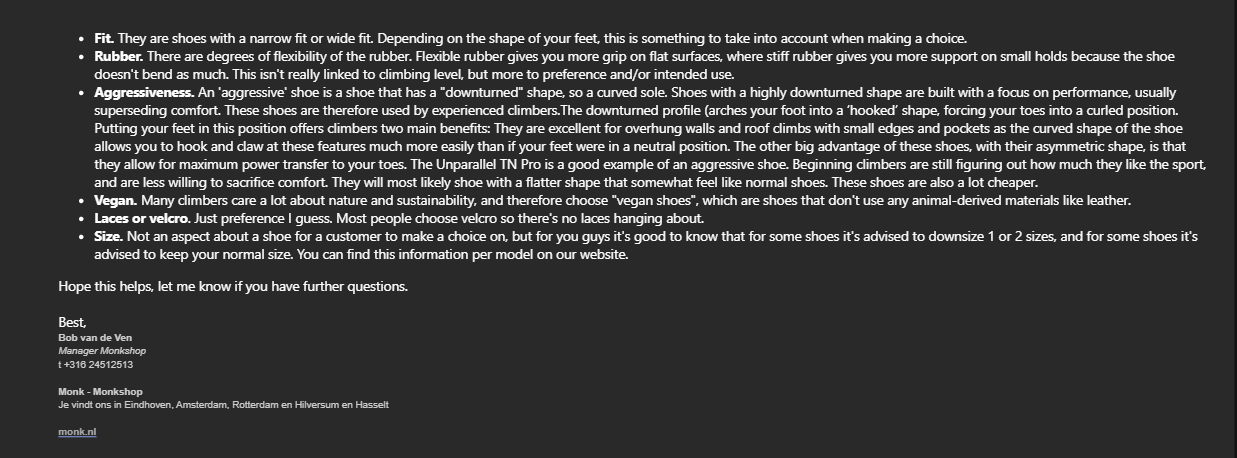 • Fit. They are shoes with a narrow fit or wide fit. Depending on the shape of your feet, this is something to take into account when making a choice.
• Rubber. There are degrees of flexibility of the rubber. Flexible rubber gives you more grip on flat surfaces, where stiff rubber gives you more support on small holds because the shoe
doesn't bend as much. This isn't really linked to climbing level, but more to preference and/or intended use.
• Aggressiveness. An 'aggressive' shoe is a shoe that has a "downturned" shape, so a curved sole. Shoes with a highly downturned shape are built with a focus on performance, usually
superseding comfort. These shoes are therefore used by experienced climbers.The downturned profile (arches your foot into a ‘hooked’ shape, forcing your toes into a curled position.
Putting your feet in this position offers climbers two main benefits: They are excellent for overhung walls and roof climbs with small edges and pockets as the curved shape of the shoe
allows you to hook and claw at these features much more easily than if your feet were in a neutral position. The other big advantage of these shoes, with their asymmetric shape, is that
they allow for maximum power transfer to your toes. The Unparallel TN Pro is a good example of an aggressive shoe. Beginning climbers are still figuring out how much they like the sport,
and are less willing to sacrifice comfort. They will most likely shoe with a flatter shape that somewhat feel like normal shoes. These shoes are also a lot cheaper.
• Vegan. Many climbers care a lot about nature and sustainability, and therefore choose "vegan shoes", which are shoes that don't use any animal-derived materials like leather.
• Laces or velcro. Just preference I guess. Most people choose velcro so there's no laces hanging about.
• Size. Not an aspect about a shoe for a customer to make a choice on, but for you guys it's good to know that for some shoes it's advised to downsize 1 or 2 sizes, and for some shoes it's
advised to keep your normal size. You can find this information per model on our website.
Hope this helps, let me know if you have further questions.
Best,
Bob van de Ven
Manager Monkshop
t +316 24512513
Monk - Monkshop
Je vindt ons in Eindhoven, Amsterdam, Rotterdam en Hilversum en Hasselt
monk.nl